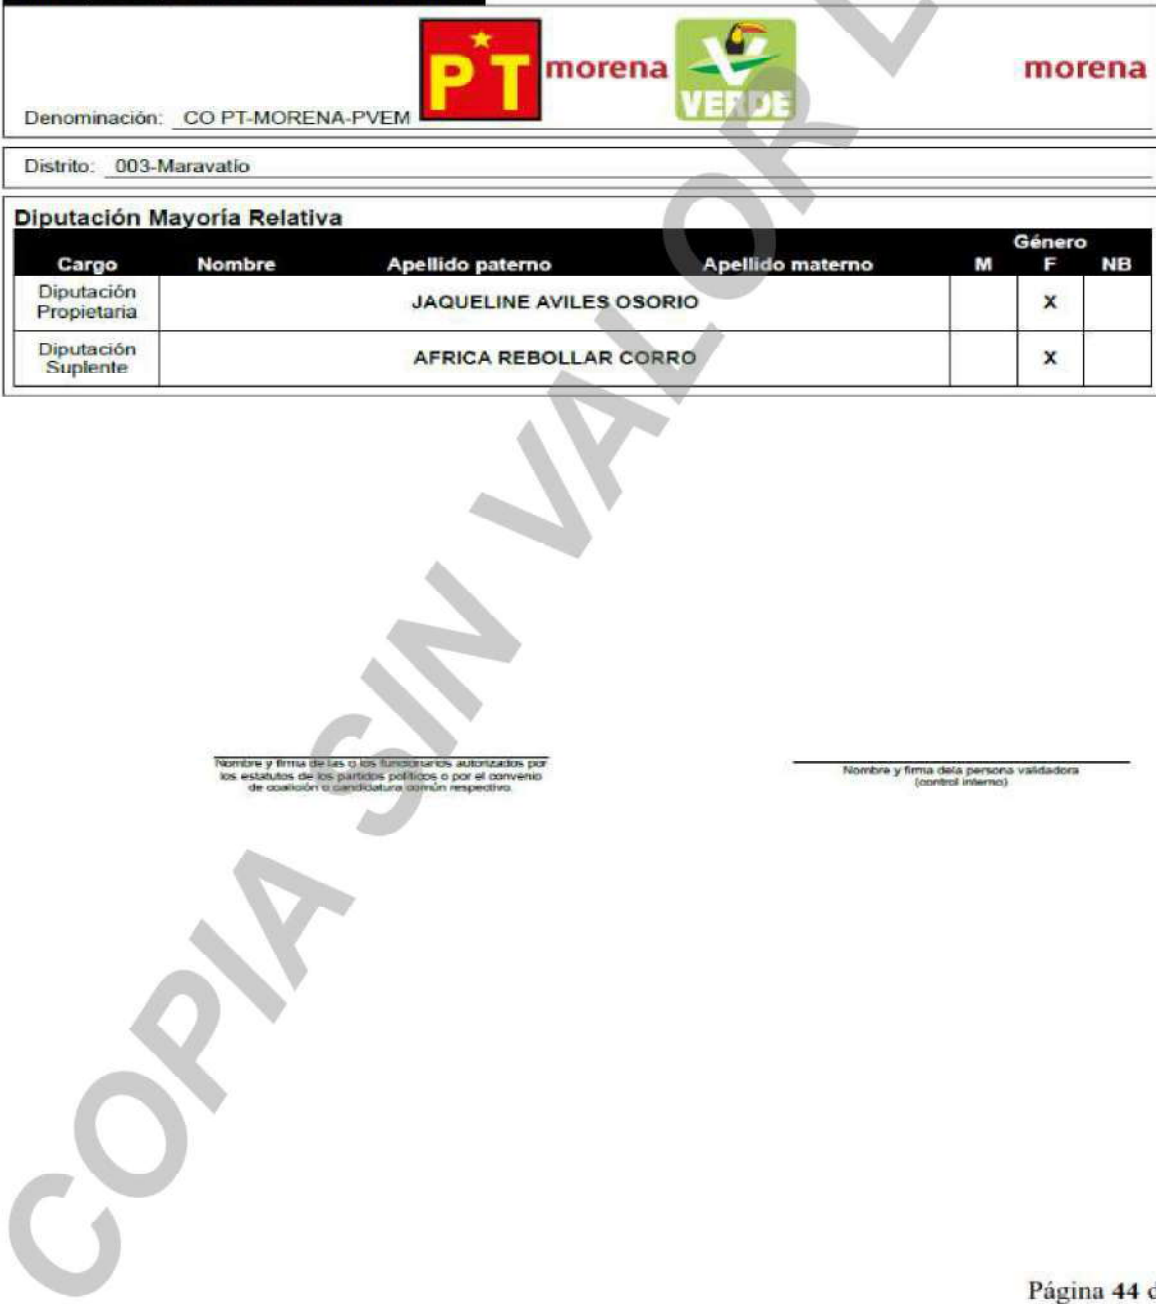 PT morena VERDE morena
Denominación: CO PT-MORENA-PVEM
Distrito: 003-Maravatío
Diputación Mayoría Relativa
Género
Cargo Nombre Apellido paterno Apellido materno M F NB
Diputación
Propietaria
JAQUELINE AVILES OSORIO X
Diputación
Suplente
AFRICA REBOLLAR CORRO X
Nombre y firma de las o los funcionarios autorizados por
los estatutos de los partidos políticos o por el convenio
de coalición o candidatura común respectivo.
Nombre y firma dela persona validadora
(control interno)
COPIA SIN VALOR L
Página 44 d